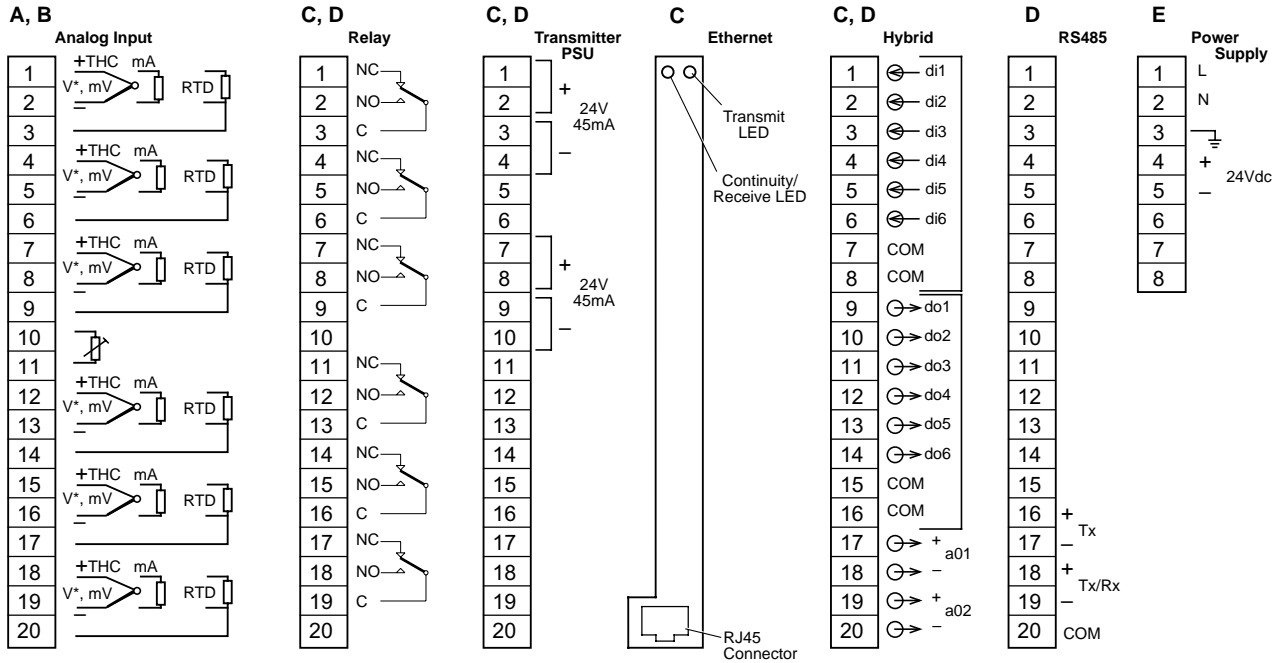 A, B
Analog Input
1
2
3
4
5
6
7
8
9
10
11
12
13
14
15
16
17
18
19
20
+THC mA
V*, mV RTD
–
+THC mA
V*, mV RTD
–
+THC mA
V*, mV RTD
–
+THC mA
V*, mV RTD
–
+THC mA
V*, mV RTD
–
+THC mA
V*, mV RTD
–
C, D
Relay
1 NC
2 NO
3 C
4 NC
5 NO
6 C
7 NC
8 NO
9 C
10
11 NC
12 NO
13 C
14 NC
15 NO
16 C
17 NC
18 NO
19 C
20
C, D
Transmitter
PSU
1
2
3
4
5
6
7
8
9
10
11
12
13
14
15
16
17
18
19
20
+
24V
45mA
–
+
24V
45mA
–
C
Ethernet
Transmit
LED
Continuity/
Receive LED
RJ45
Connector
C, D
Hybrid
1 di1
2 di2
3 di3
4 di4
5 di5
6 di6
7 COM
8 COM
9 do1
10 do2
11 do3
12 do4
13 do5
14 do6
15 COM
16 COM
17 +
a01
18 –
19 +
a02
20 –
D
RS485
1
2
3
4
5
6
7
8
9
10
11
12
13
14
15
16 +
Tx
17 –
18 +
Tx/Rx
19 –
20 COM
E
Power
Supply
1 L
2 N
3
4 +
24Vdc
5 –
6
7
8